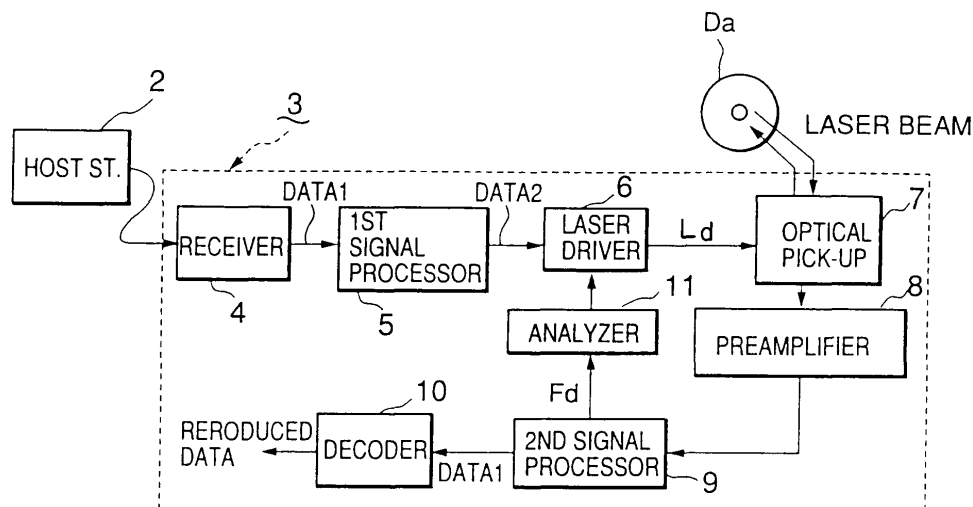 Da
2
3
LASER BEAM
HOST ST.
DATA1
DATA2
6
7
RECEIVER
1ST
SIGNAL
PROCESSOR
LASER
DRIVER
Ld
OPTICAL
PICK-UP
4
5
11
8
ANALYZER
PREAMPLIFIER
Fd
10
RERODUCED
DATA
DECODER
DATA1
2ND SIGNAL
PROCESSOR
9